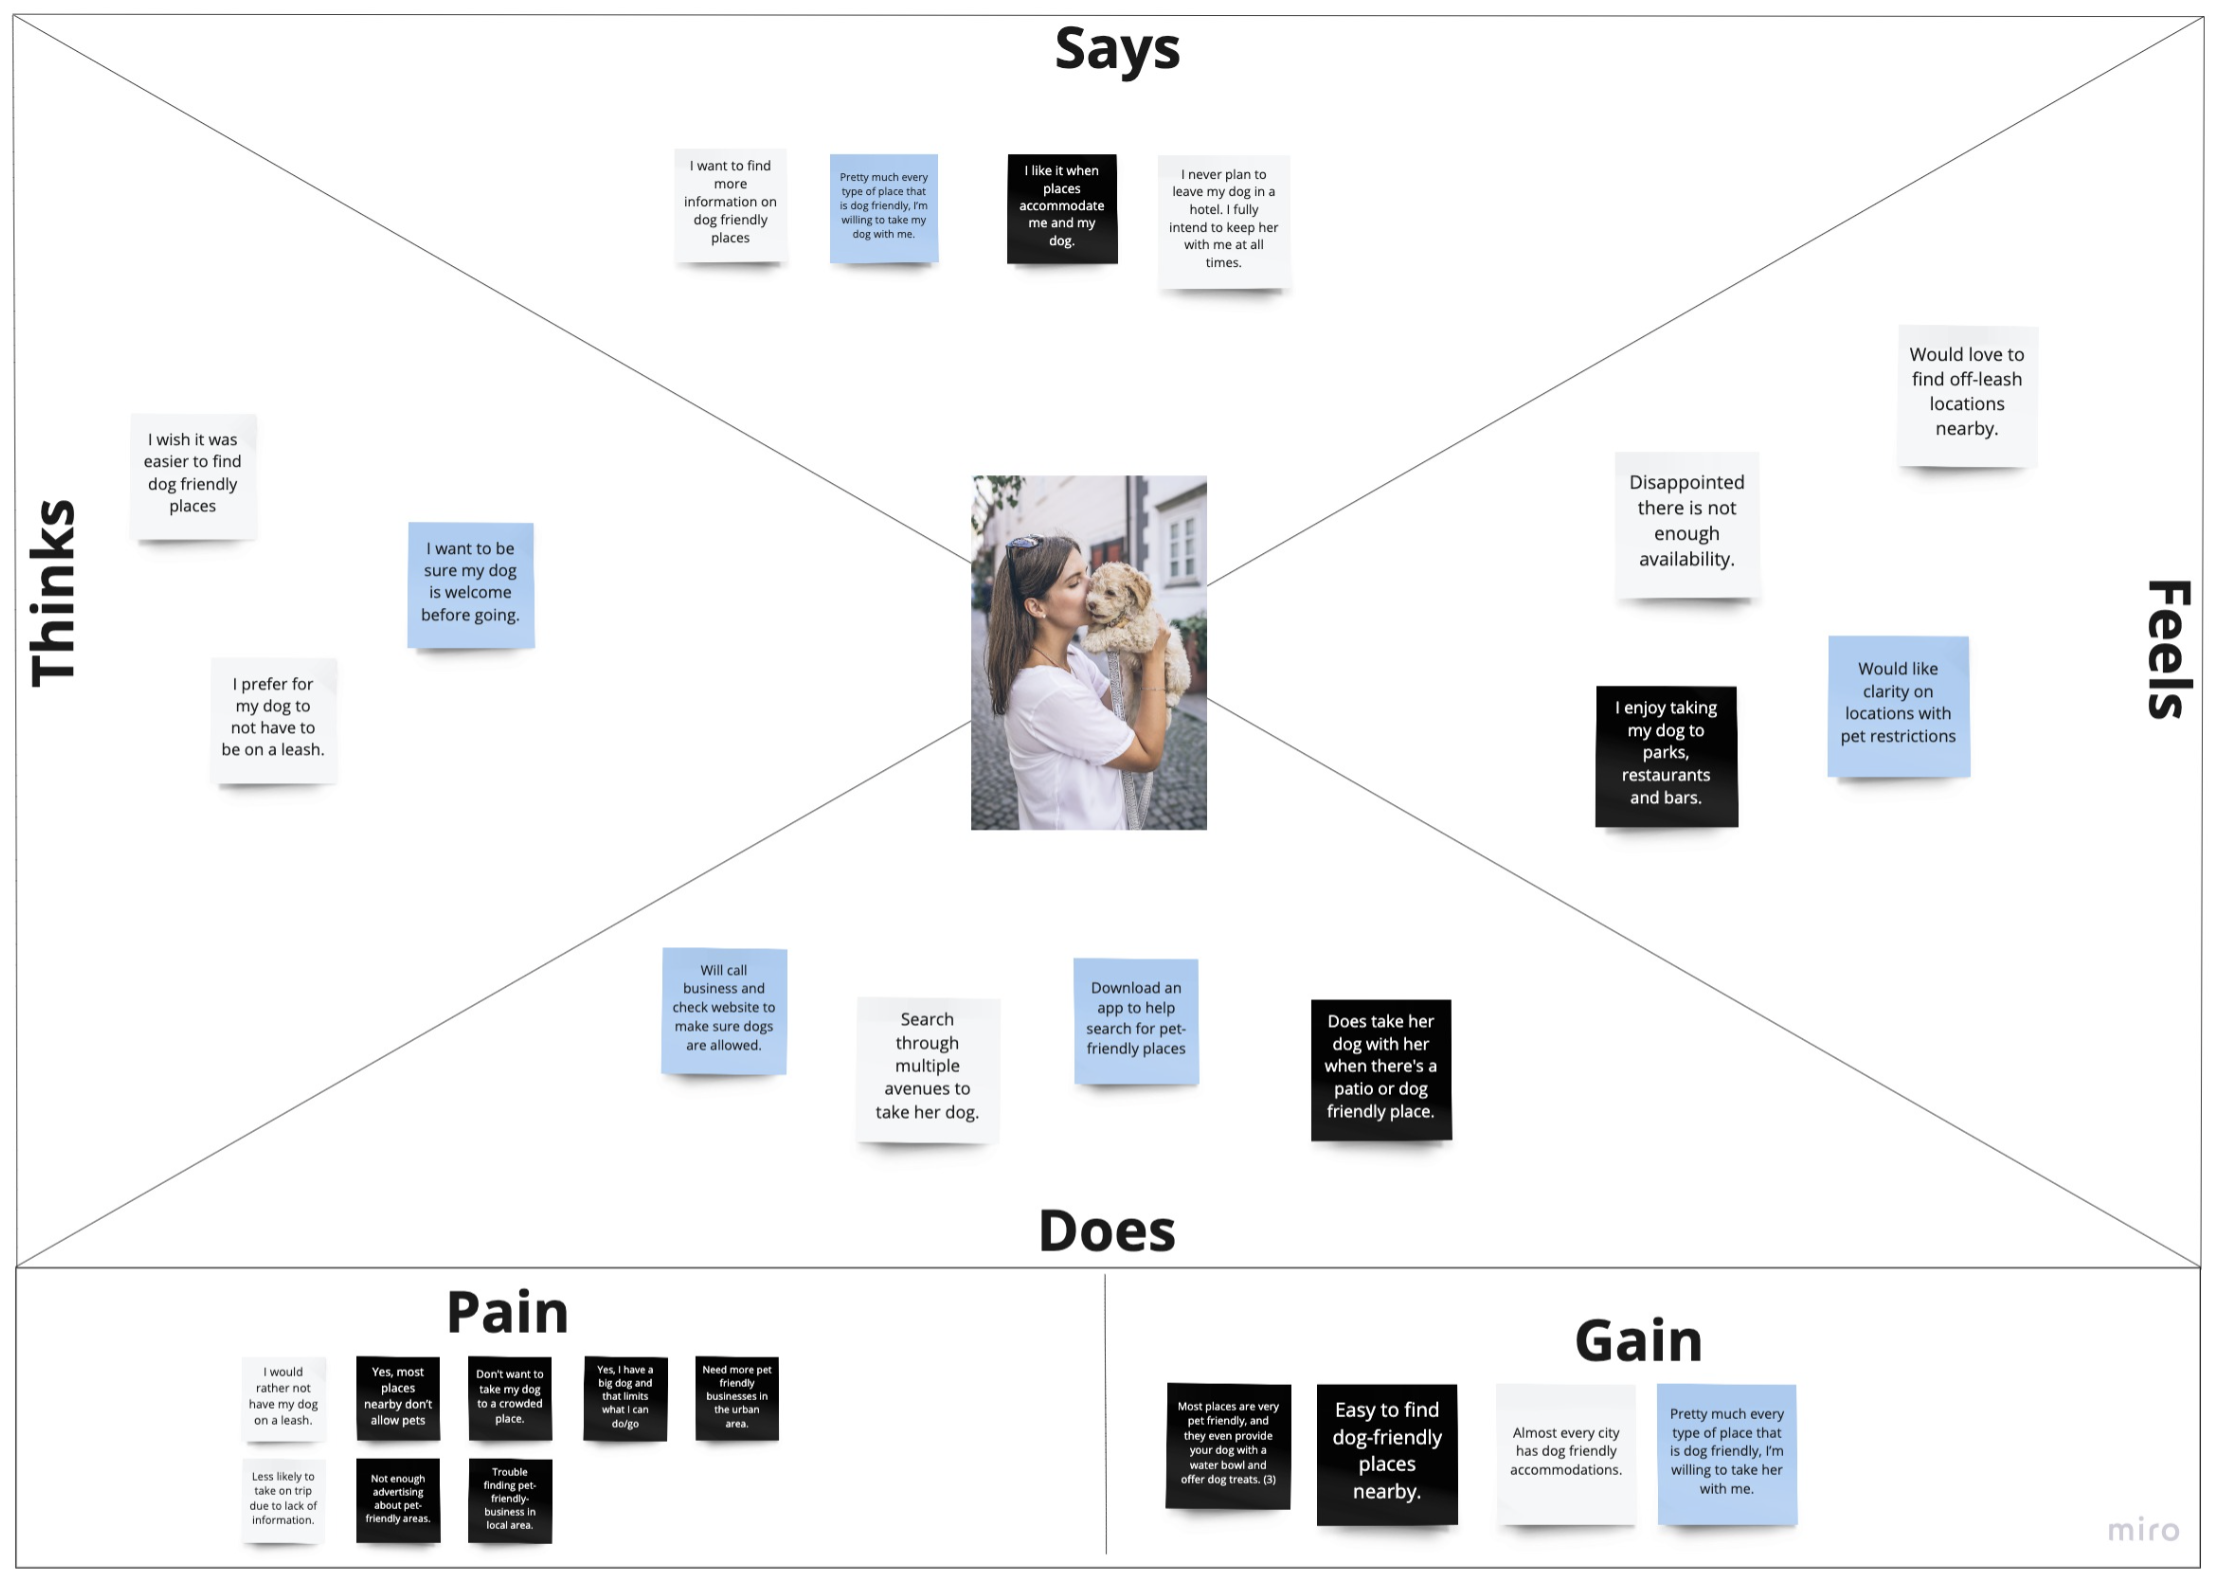 Says
I want to find
more
information on
dog friendly
places
Pretty much every
type of place that
is dog friendly, I'm
willing to take my
dog with me.
I like it when
places
accommodate
me and my
dog.
I never plan to
leave my dog in a
hotel. I fully
intend to keep her
with me at all
times.
Thinks
I wish it was
easier to find
dog friendly
places
I want to be
sure my dog
is welcome
before going.
I prefer for
my dog to
not have to
be on a leash.
Feels
Would love to
find off-leash
locations
nearby.
Disappointed
there is not
enough
availability.
I enjoy taking
my dog to
parks,
restaurants
and bars.
Would like
clarity on
locations with
pet restrictions
Will call
business and
check website to
make sure dogs
are allowed.
Search
through
multiple
avenues to
take her dog.
Download an
app to help
search for pet-
friendly places
Does take her
dog with her
when there's a
patio or dog
friendly place.
Does
Pain
I would
rather not
have my dog
on a leash.
Yes, most
places
nearby don't
allow pets
Don't want to
take my dog
to a crowded
place.
Yes, I have a
big dog and
that limits
what I can
do/go
Need more pet
friendly
businesses in
the urban
area.
Less likely to
take on trip
due to lack of
information.
Not enough
advertising
about pet-
friendly areas.
Trouble
finding pet-
friendly-
business in
local area.
Gain
Most places are very
pet friendly, and
they even provide
your dog with a
water bowl and
offer dog treats. (3)
Easy to find
dog-friendly
places
nearby.
Almost every city
has dog friendly
accommodations.
Pretty much every
type of place that
is dog friendly, I'm
willing to take her
with me.
miro